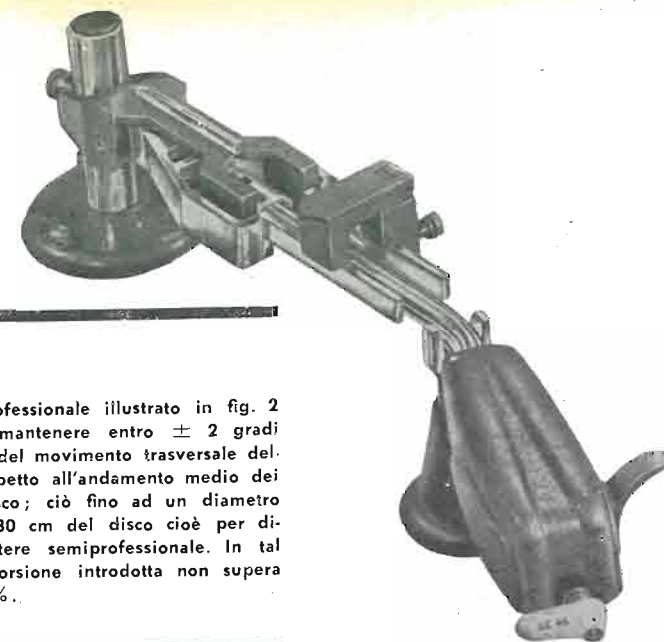 ofessionale illustrato in fig. 2
mantenere entro ± 2 gradi
del movimento trasversale del-
petto all'andamento medio dei
sco; ciò fino ad un diametro
30 cm del disco cioè per di-
tere semiprofessionale. In tal
orsione introdotta non supera
%.